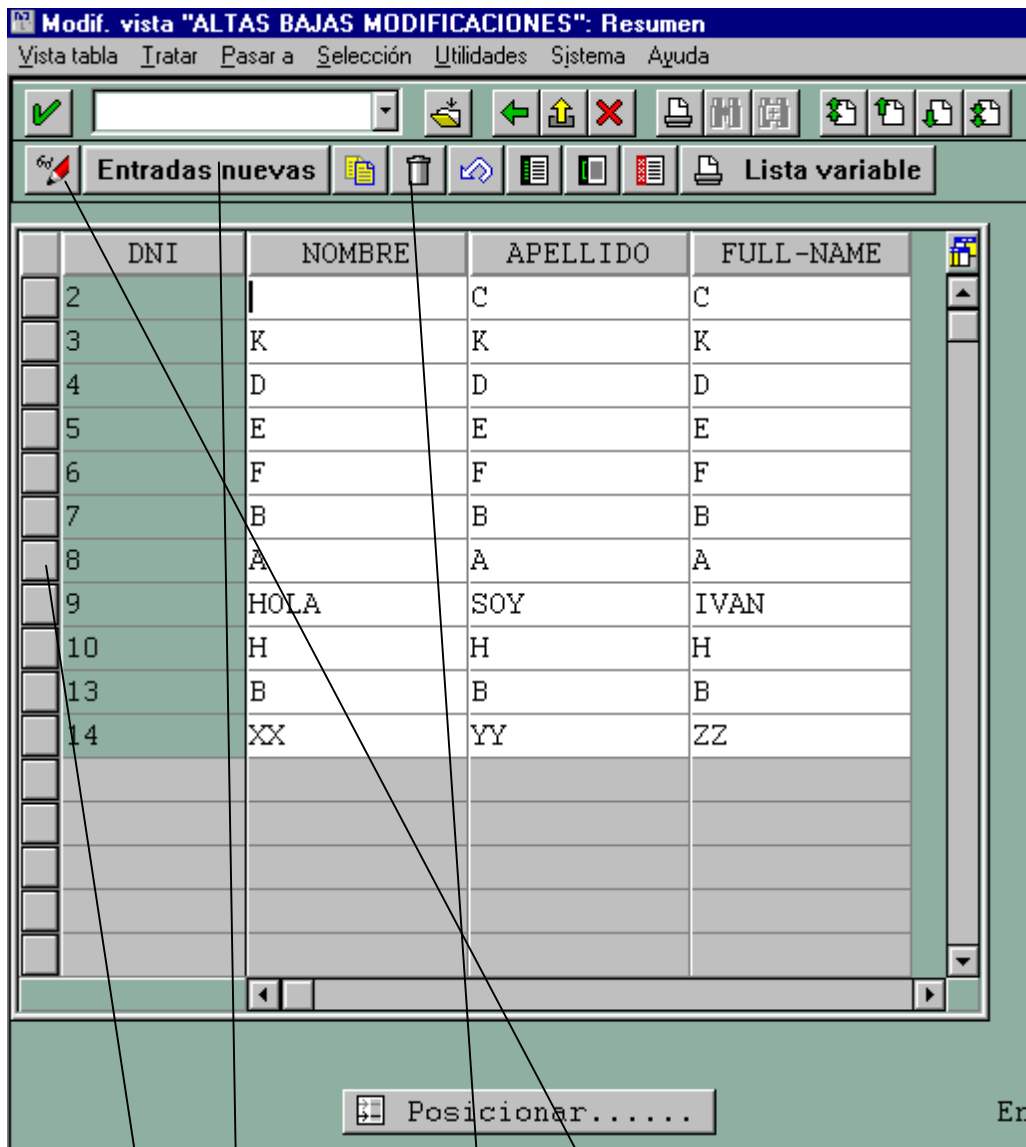 Modif. vista "ALTAS BAJAS MODIFICACIONES": Resumen
Vista tabla Tratar Pasar a Selección Utilidades Sistema Ayuda
Entradas nuevas Lista variable
DNI NOMBRE APELLIDO FULL-NAME
2 C C
3 K K K
4 D D D
5 E E E
6 F F F
7 B B B
8 A A A
9 HOLA SOY IVAN
10 H H H
13 B B B
14 XX YY ZZ
Posicionar...... En